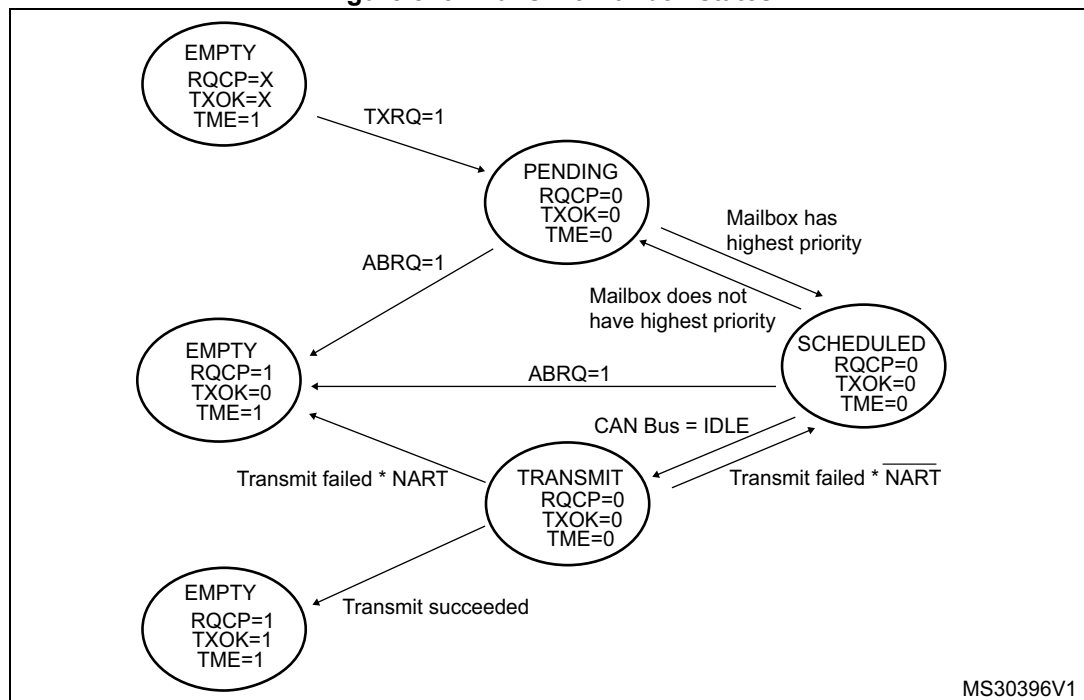 EMPTY
RQCP=X
TXOK=X
TME=1
TXRQ=1
PENDING
RQCP=0
TXOK=0
TME=0
Mailbox has
highest priority
ABRQ=1
Mailbox does not
have highest priority
EMPTY
RQCP=1
TXOK=0
TME=1
ABRQ=1
SCHEDULED
RQCP=0
TXOK=0
TME=0
CAN Bus = IDLE
Transmit failed * NART
TRANSMIT
RQCP=0
TXOK=0
TME=0
Transmit failed * N̅A̅R̅T̅
EMPTY
RQCP=1
TXOK=1
TME=1
Transmit succeeded
MS30396V1